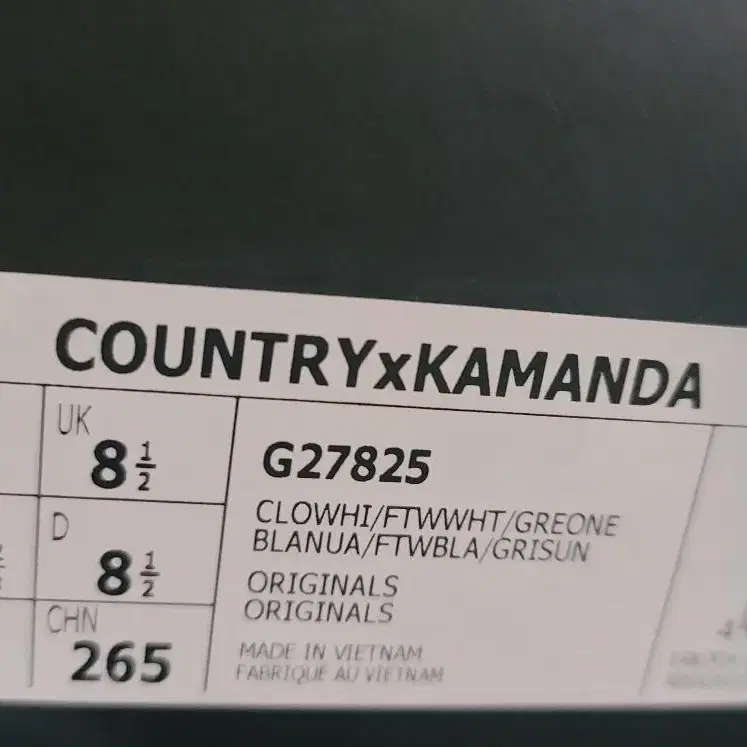 COUNTRYxKAMANDA
UK
8 1/2
D
8 1/2
CHN
265
G27825
CLOWHI/FTWWHT/GREONE
BLANUA/FTWBLA/GRISUN
ORIGINALS
ORIGINALS
MADE IN VIETNAM
FABRIQUÉ AU VIETNAM